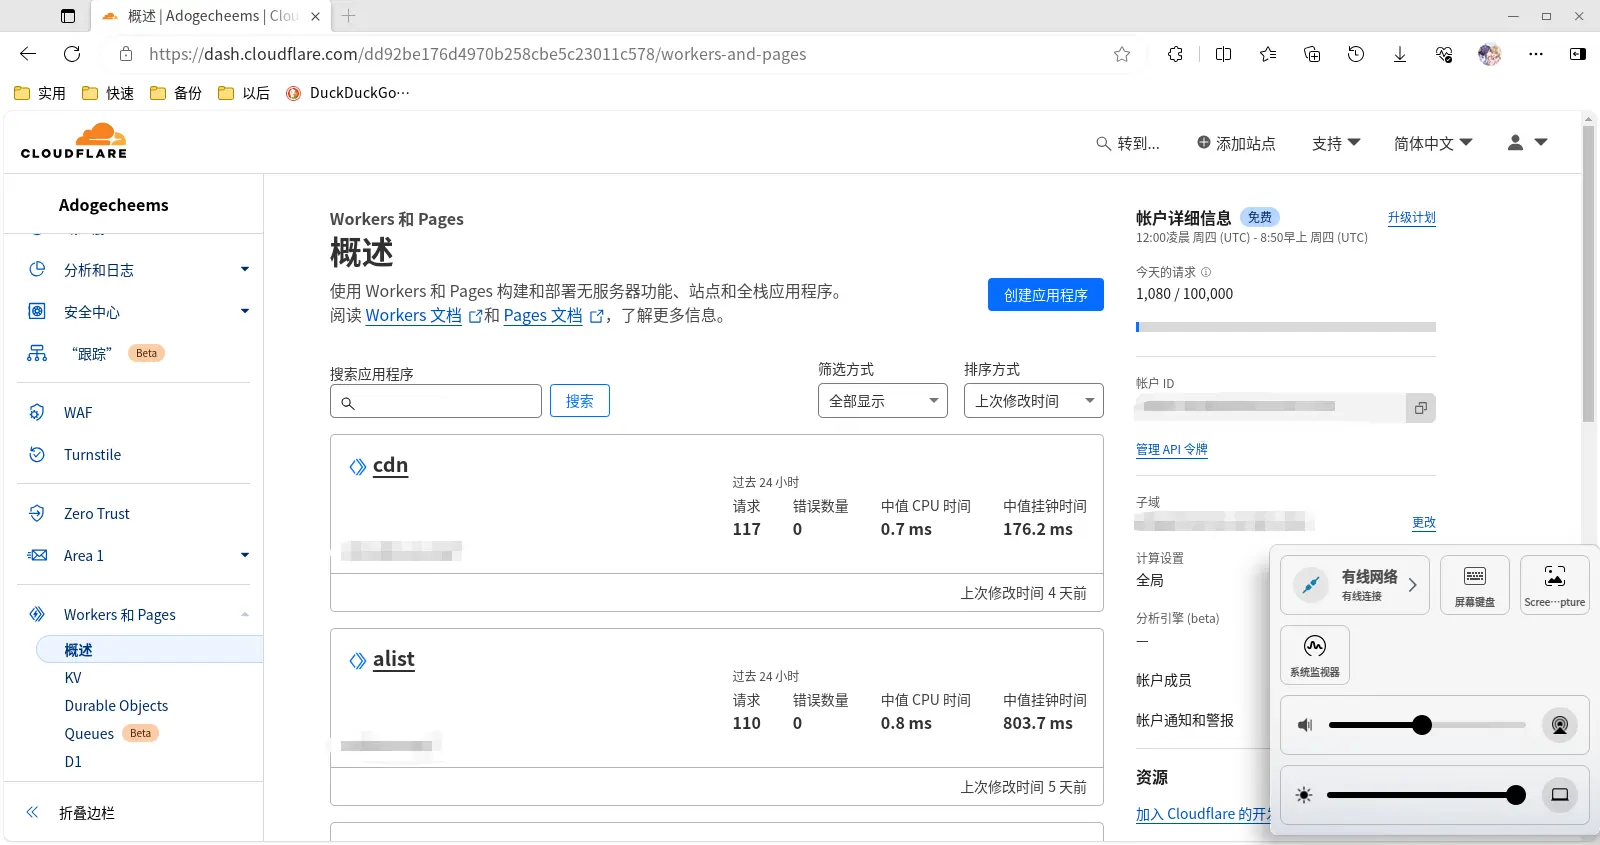 概述 | Adogecheems | Clou
https://dash.cloudflare.com/dd92be176d4970b258cbe5c23011c578/workers-and-pages
实用
快速
备份
以后
DuckDuckGo…
CLOUDFLARE
转到...
添加站点
支持
简体中文
Adogecheems
分析和日志
安全中心
“跟踪” Beta
WAF
Turnstile
Zero Trust
Area 1
Workers 和 Pages
概述
KV
Durable Objects
Queues Beta
D1
折叠边栏
Workers 和 Pages
概述
使用 Workers 和 Pages 构建和部署无服务器功能、站点和全栈应用程序。
阅读 Workers 文档 和 Pages 文档 ，了解更多信息。
创建应用程序
搜索应用程序
搜索
筛选方式
全部显示
排序方式
上次修改时间
cdn
过去 24 小时
请求 错误数量 中值 CPU 时间 中值挂钟时间
117 0 0.7 ms 176.2 ms
上次修改时间 4 天前
alist
过去 24 小时
请求 错误数量 中值 CPU 时间 中值挂钟时间
110 0 0.8 ms 803.7 ms
上次修改时间 5 天前
帐户详细信息 免费 升级计划
12:00凌晨 周四 (UTC) - 8:50早上 周四 (UTC)
今天的请求
1,080 / 100,000
帐户 ID
管理 API 令牌
子域
更改
计算设置
全局
分析引擎 (beta)
—
帐户成员
帐户通知和警报
资源
加入 Cloudflare 的开
有线网络
有线连接
屏幕键盘
Scree…pture
系统监视器